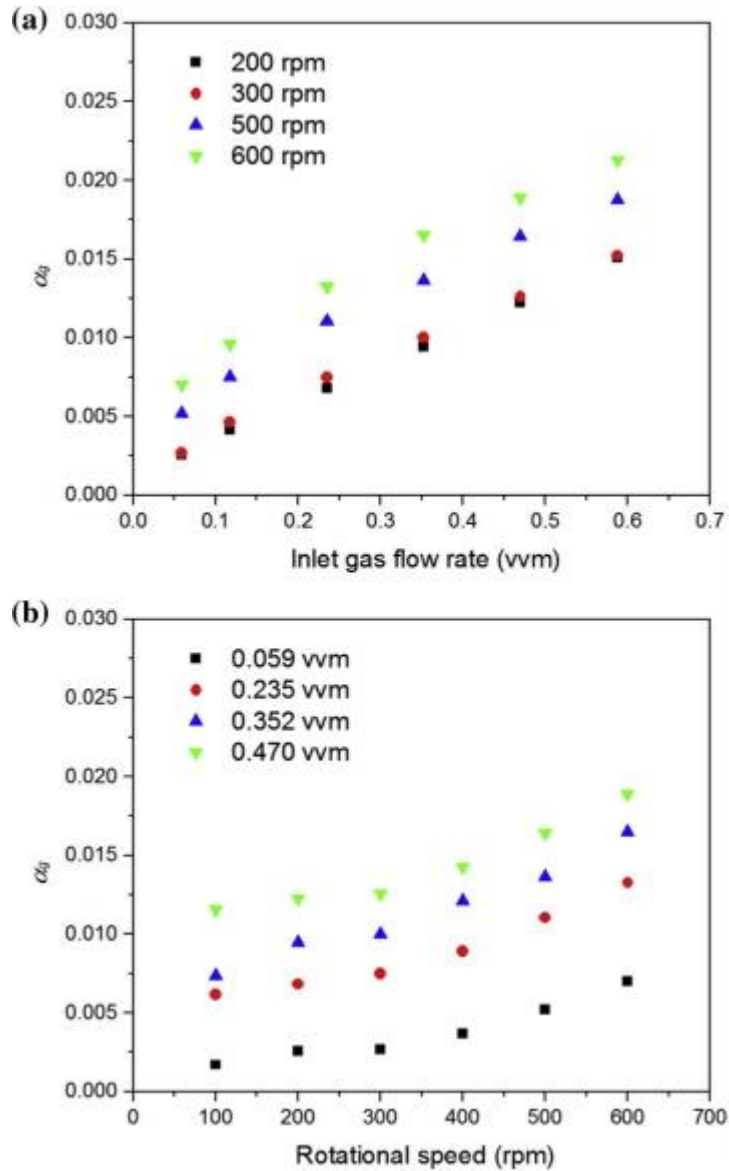 (a)
0.030
0.025
0.020
0.015
0.010
0.005
0.000
αg
200 rpm
300 rpm
500 rpm
600 rpm
0.0 0.1 0.2 0.3 0.4 0.5 0.6 0.7
Inlet gas flow rate (vvm)
(b)
0.030
0.025
0.020
0.015
0.010
0.005
0.000
αg
0.059 vvm
0.235 vvm
0.352 vvm
0.470 vvm
0 100 200 300 400 500 600 700
Rotational speed (rpm)